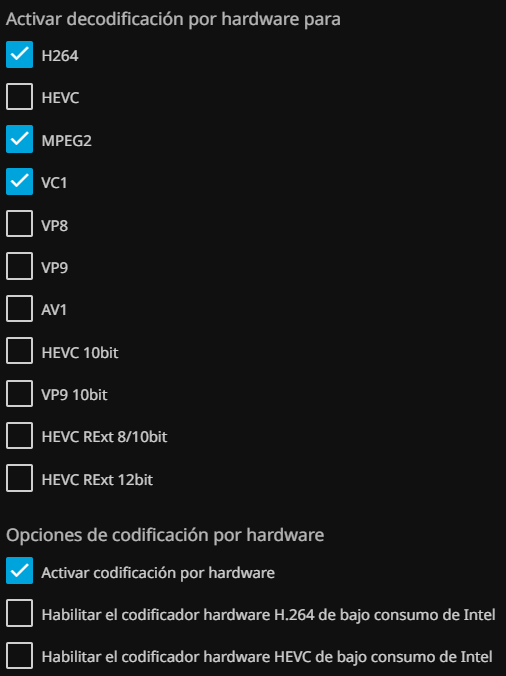 Activar decodificación por hardware para
H264
HEVC
MPEG2
VC1
VP8
VP9
AV1
HEVC 10bit
VP9 10bit
HEVC RExt 8/10bit
HEVC RExt 12bit
Opciones de codificación por hardware
Activar codificación por hardware
Habilitar el codificador hardware H.264 de bajo consumo de Intel
Habilitar el codificador hardware HEVC de bajo consumo de Intel